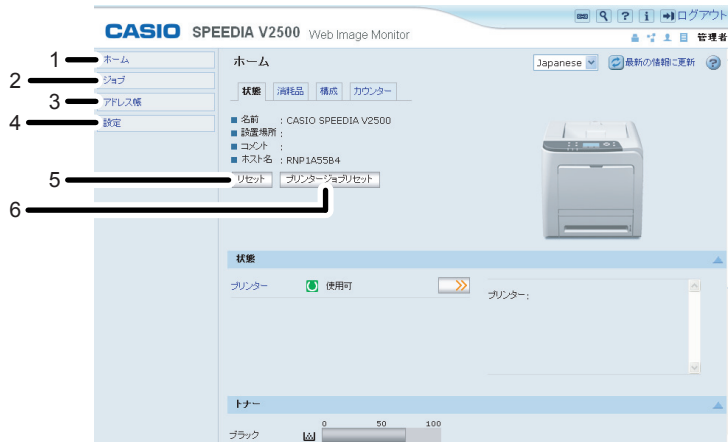 CASIO SPEEDIA V2500 Web Image Monitor
ログアウト
管理者
1 ホーム
2 ジョブ
3 アドレス帳
4 設定
ホーム
Japanese 最新の情報に更新
状態 消耗品 構成 カウンター
名前 : CASIO SPEEDIA V2500
設置場所 :
コメント :
ホスト名 : RNP1A55B4
5 リセット プリンタージョブリセット
6
状態
プリンター 使用可
プリンター:
トナー
ブラック 0 50 100